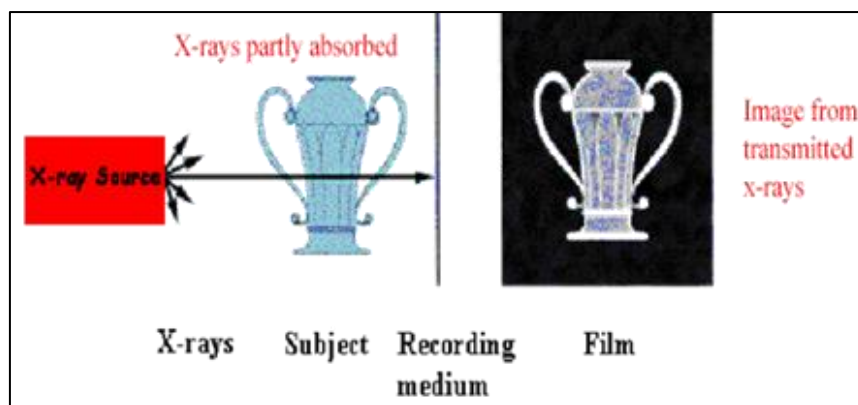 X-rays partly absorbed
X-ray Source
Image from
transmitted
x-rays
X-rays
Subject
Recording
medium
Film